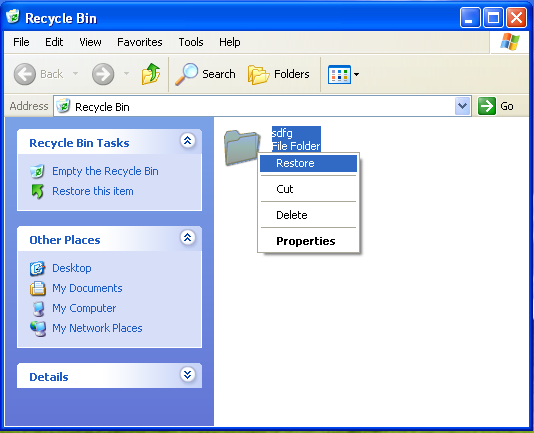 Recycle Bin
File Edit View Favorites Tools Help
Back Search Folders
Address Recycle Bin Go
Recycle Bin Tasks
Empty the Recycle Bin
Restore this item
Other Places
Desktop
My Documents
My Computer
My Network Places
Details
sdfg
File Folder
Restore
Cut
Delete
Properties